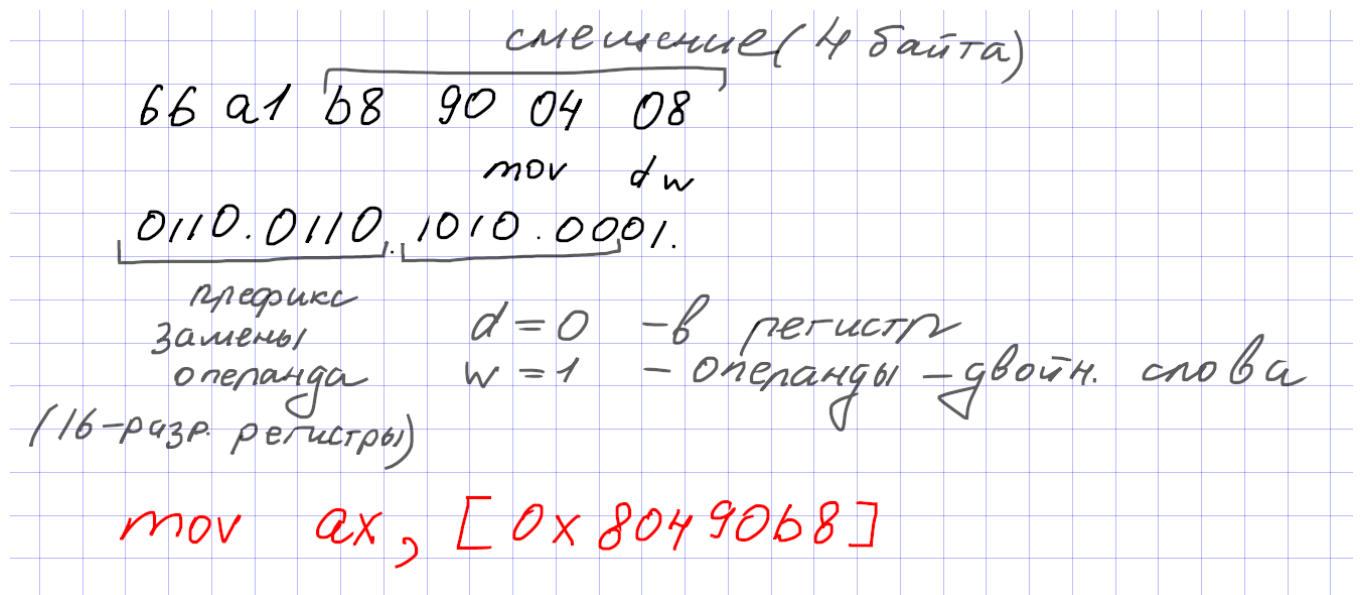 смещение (4 байта)
66 a1 b8 90 04 08
mov d w
0110.0110.1010.0001.
префикс
замены
операнда
(16-разр. регистры)
d = 0 - в регистр
w = 1 - операнды - двойн. слова
mov ax, [0x80490b8]